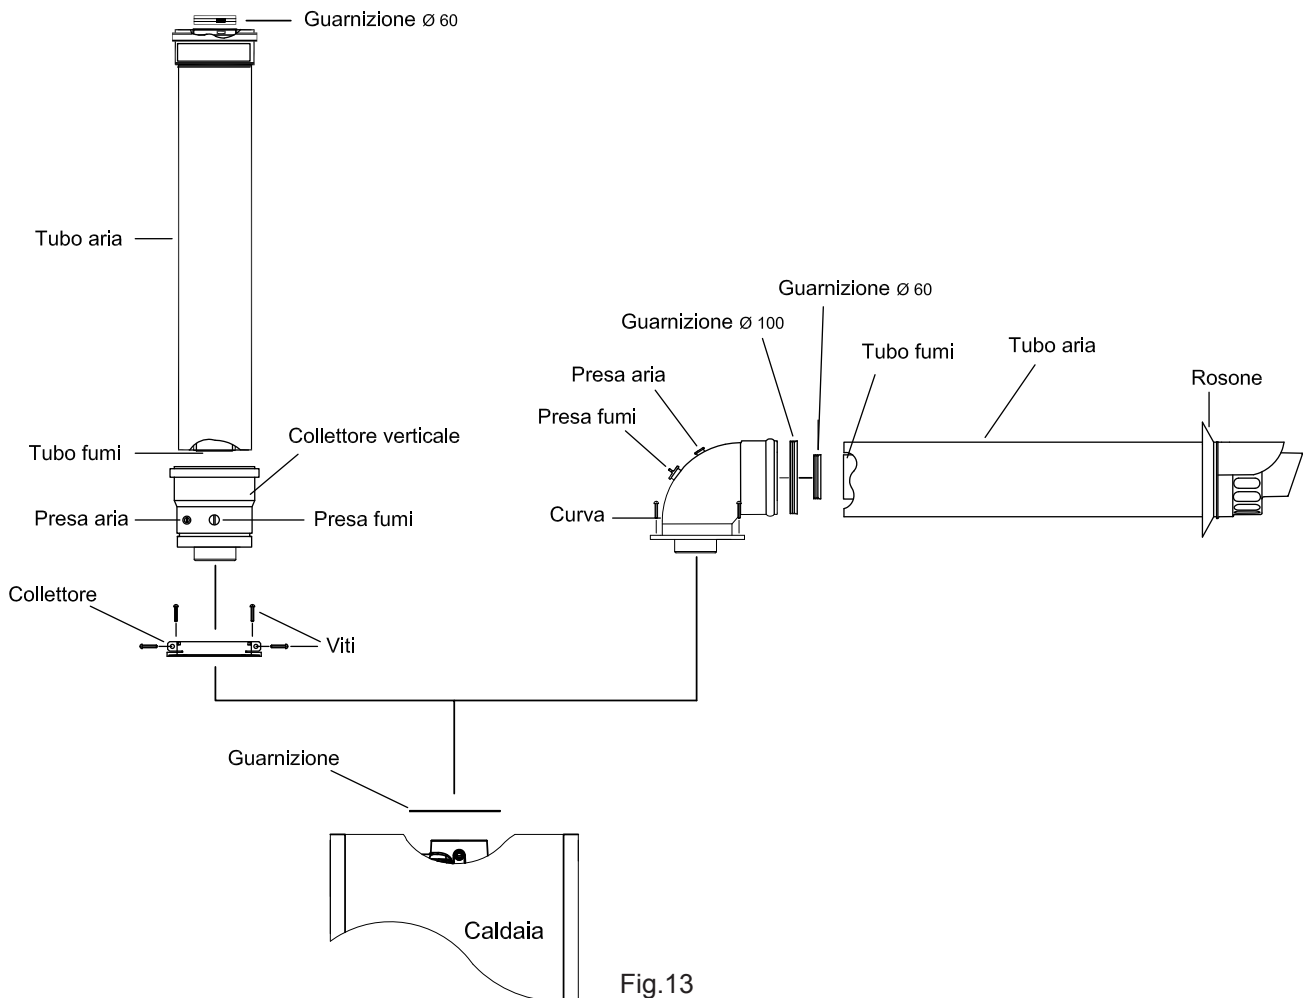 Guarnizione Ø 60
Tubo aria
Guarnizione Ø 60
Guarnizione Ø 100
Tubo fumi
Tubo aria
Presa aria
Rosone
Presa fumi
Collettore verticale
Tubo fumi
Presa aria
Presa fumi
Curva
Collettore
Viti
Guarnizione
Caldaia
Fig.13